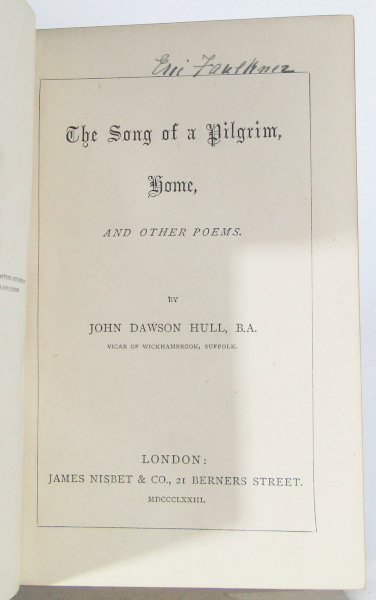 Eric Faulkner
The Song of a Pilgrim,
Home,
AND OTHER POEMS.
BY
JOHN DAWSON HULL, B.A.
VICAR OF WICKHAMBROOK, SUFFOLK.
LONDON:
JAMES NISBET & CO., 21 BERNERS STREET.
MDCCCLXXIII.